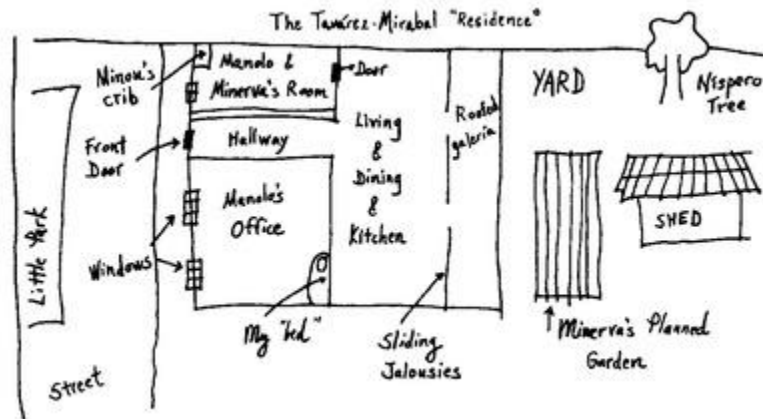 The Tavárez-Mirabal "Residence"
Minou's
crib
Manolo &
Minerva's Room
Door
YARD
Nispero
Tree
Front
Door
Hallway
Living
&
Dining
&
Kitchen
Roofed
galería
Little Park
Manolo's
Office
Windows
SHED
My "bed"
Sliding
Jalousies
Minerva's Planned
Garden
Street